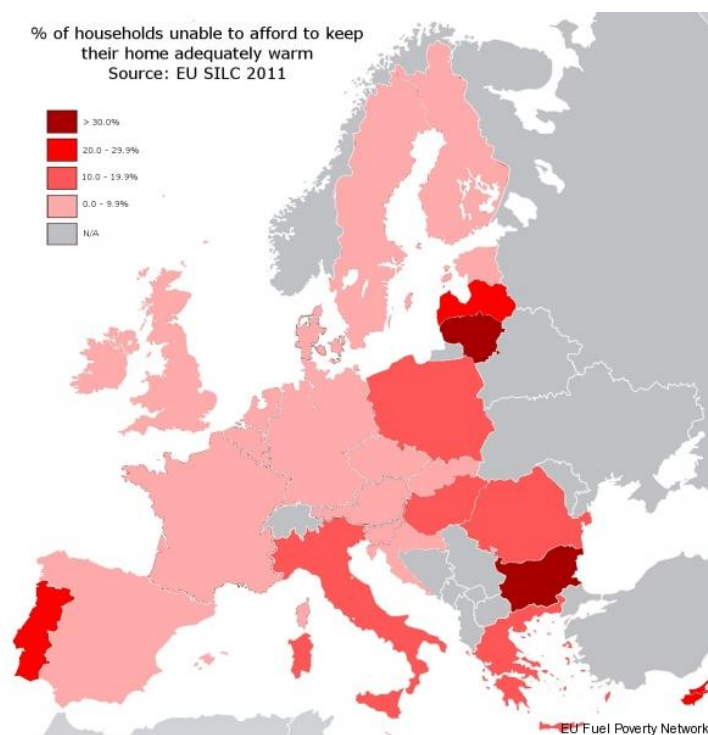 % of households unable to afford to keep
their home adequately warm
Source: EU SILC 2011
> 30.0%
20.0 - 29.9%
10.0 - 19.9%
0.0 - 9.9%
N/A
EU Fuel Poverty Network